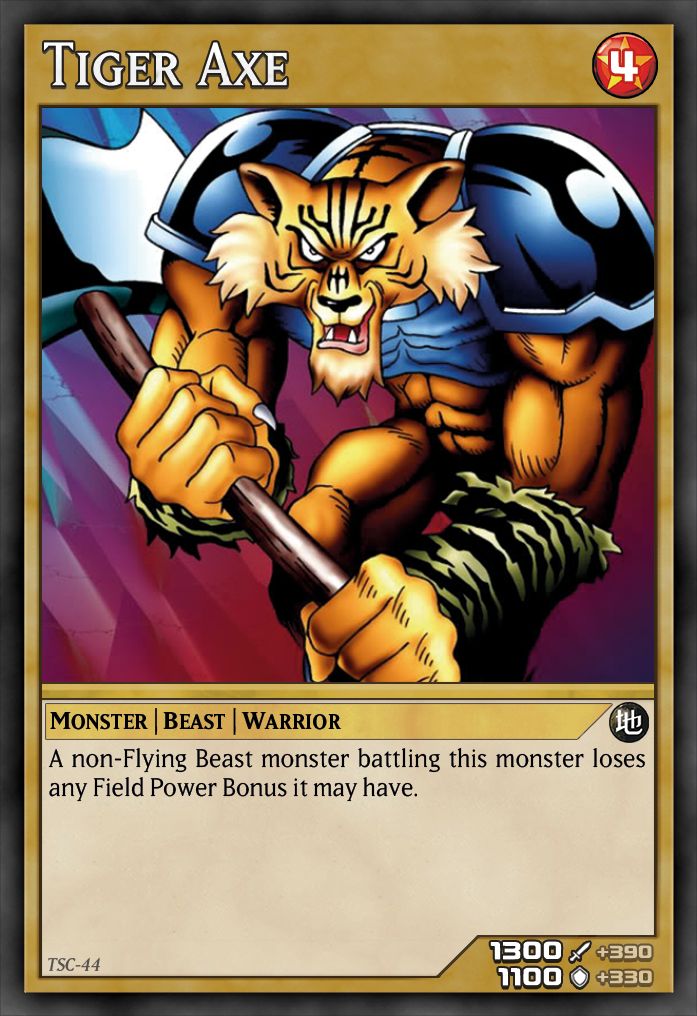 TIGER AXE
4
MONSTER | BEAST | WARRIOR
A non-Flying Beast monster battling this monster loses
any Field Power Bonus it may have.
1300 +390
TSC-44
1100 +330